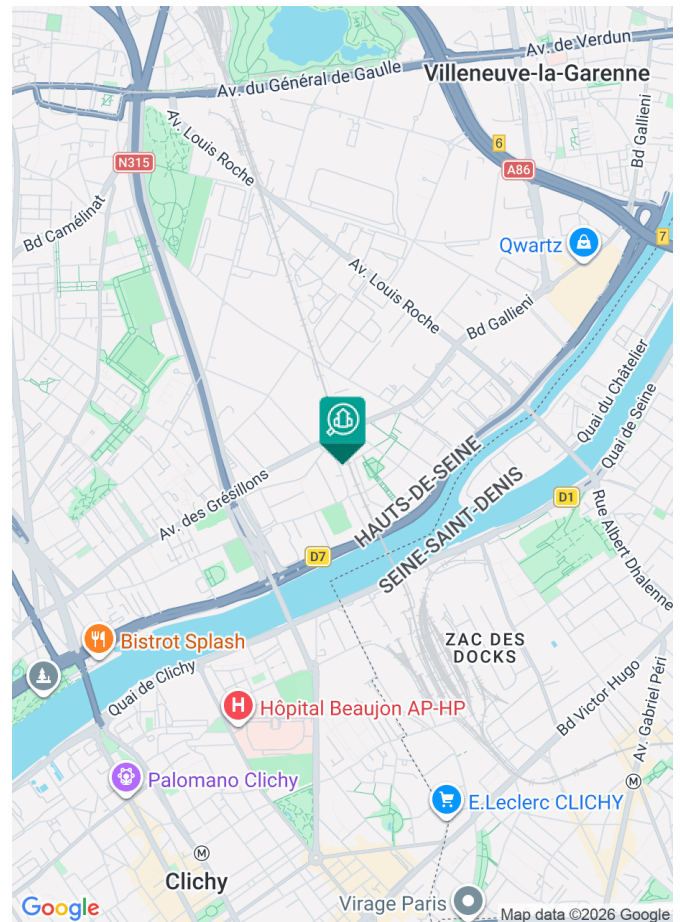 Av. de Verdun
Villeneuve-la-Garenne
Av. du Général de Gaulle
Bd Gallieni
6
Av. Louis Roche
N315
A86
Bd Camélinat
7
Qwartz
Av. Louis Roche
Bd Gallieni
Quai du Châtelier
Quai de Seine
HAUTS-DE-SEINE
Av. des Grésillons
SEINE-SAINT-DENIS
D1
Rue Albert Dhalenne
D7
Bistrot Splash
ZAC DES
DOCKS
Quai de Clichy
H
Hôpital Beaujon AP-HP
Bd Victor Hugo
Av. Gabriel Péri
Palomano Clichy
M
E.Leclerc CLICHY
M
Clichy
Virage Paris
Google
Map data ©2026 Google